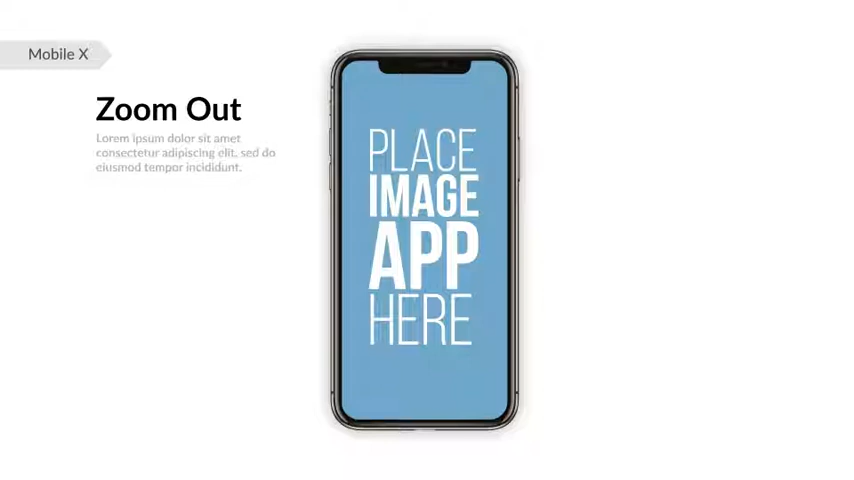 Mobile X
Zoom Out
Lorem ipsum dolor sit amet
consectetur adipiscing elit, sed do
eiusmod tempor incididunt.
PLACE
IMAGE
APP
HERE